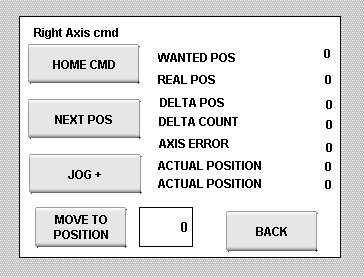 Right Axis cmd
HOME CMD
WANTED POS 0
REAL POS 0
NEXT POS
DELTA POS 0
DELTA COUNT 0
AXIS ERROR 0
JOG +
ACTUAL POSITION 0
ACTUAL POSITION 0
MOVE TO
POSITION
0
BACK